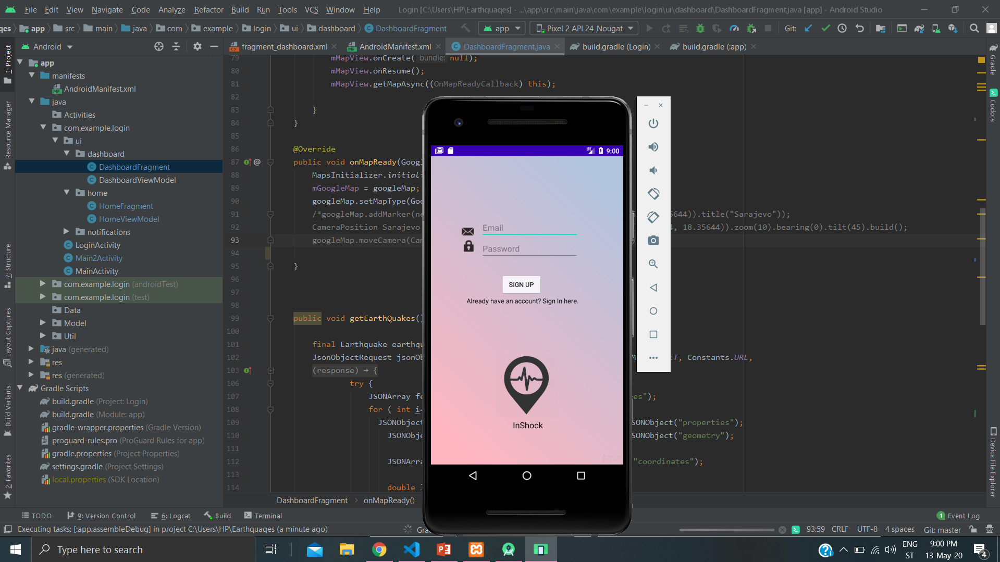 File Edit View Navigate Code Analyze Refactor Build Run Tools VCS Window Help Login [C:\Users\HP\Earthquaqes] - ...\app\src\main\java\com\example\login\ui\dashboard\DashboardFragment.java [app] - Android Studio
qes app src main java com example login ui dashboard DashboardFragment app Pixel 2 API 24_Nougat Git:
Android fragment_dashboard.xml AndroidManifest.xml DashboardFragment.java build.gradle (Login) build.gradle (:app)
1: Project
Resource Manager
7: Structure
Layout Captures
Build Variants
2: Favorites
app
manifests
AndroidManifest.xml
java
Activities
com.example.login
ui
dashboard
DashboardFragment
DashboardViewModel
home
HomeFragment
HomeViewModel
notifications
LoginActivity
Main2Activity
MainActivity
com.example.login (androidTest)
com.example.login (test)
Data
Model
Util
java (generated)
res
res (generated)
Gradle Scripts
build.gradle (Project: Login)
build.gradle (Module: app)
gradle-wrapper.properties (Gradle Version)
proguard-rules.pro (ProGuard Rules for app)
gradle.properties (Project Properties)
settings.gradle (Project Settings)
local.properties (SDK Location)
79 mMapView.onCreate( bundle: null);
80 mMapView.onResume();
81 mMapView.getMapAsync((OnMapReadyCallback) this);
82
83 }
84 }
85
86 @Override
87 @ public void onMapReady(Goog
88 MapsInitializer.initiali
89 mGoogleMap = googleMap;
90 googleMap.setMapType(Goo
91 /*googleMap.addMarker(ne 5644)).title("Sarajevo"));
92 CameraPosition Sarajevo 4, 18.35644)).zoom(10).bearing(0).tilt(45).build();
93 googleMap.moveCamera(Cam
94
95 }
96
97
98
99 public void getEarthQuakes()
100
101 final Earthquake earthqu
102 JsonObjectRequest jsonOb ET, Constants.URL,
103 (response) → {
106 try {
107 JSONArray fe es");
108 for ( int i=
109 JSONObject SONObject("properties");
110 JSONObje SONObject("geometry");
111
112 JSONArra "coordinates");
113
114 double l
LTE 9:00
Email
Password
SIGN UP
Already have an account? Sign In here.
InShock
Gradle
Codota
Device File Explorer
DashboardFragment onMapReady()
TODO 9: Version Control 6: Logcat Build Terminal 1 Event Log
Executing tasks: [:app:assembleDebug] in project C:\Users\HP\Earthquaqes (a minute ago) Gra 93:59 CRLF UTF-8 4 spaces Git: master
Type here to search
ENG
ST
9:00 PM
13-May-20
4